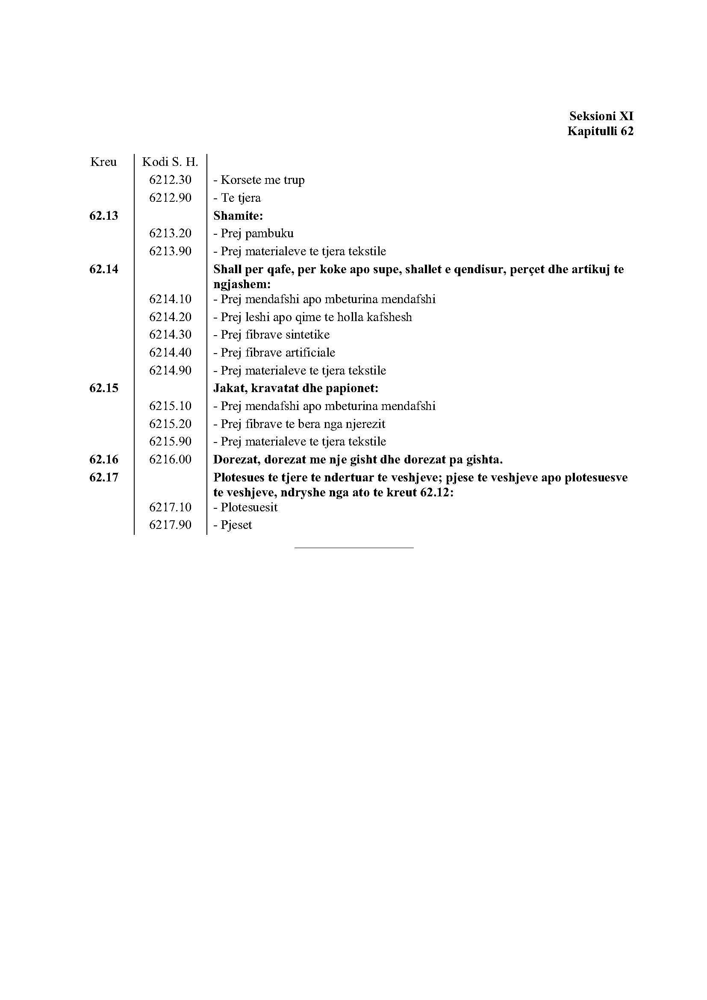 Seksioni XI
Kapitulli 62
Kreu Kodi S. H.
6212.30 - Korsete me trup
6212.90 - Te tjera
62.13 Shamite:
6213.20 - Prej pambuku
6213.90 - Prej materialeve te tjera tekstile
62.14 Shall per qafe, per koke apo supe, shallet e qendisur, perçet dhe artikuj te
ngjashem:
6214.10 - Prej mendafshi apo mbeturina mendafshi
6214.20 - Prej leshi apo qime te holla kafshesh
6214.30 - Prej fibrave sintetike
6214.40 - Prej fibrave artificiale
6214.90 - Prej materialeve te tjera tekstile
62.15 Jakat, kravatat dhe papionet:
6215.10 - Prej mendafshi apo mbeturina mendafshi
6215.20 - Prej fibrave te bera nga njerezit
6215.90 - Prej materialeve te tjera tekstile
62.16 6216.00 Dorezat, dorezat me nje gisht dhe dorezat pa gishta.
62.17 Plotesues te tjere te ndertuar te veshjeve; pjese te veshjeve apo plotesuesve
te veshjeve, ndryshe nga ato te kreut 62.12:
6217.10 - Plotesuesit
6217.90 - Pjeset